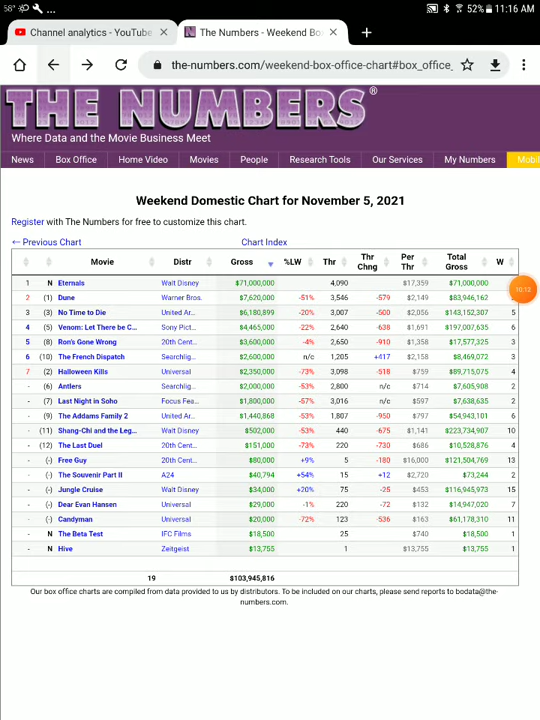 58°
52% 11:16 AM
Channel analytics - YouTube
The Numbers - Weekend Bo
the-numbers.com/weekend-box-office-chart#box_office_
THE NUMBERS®
Where Data and the Movie Business Meet
News Box Office Home Video Movies People Research Tools Our Services My Numbers Mobil
Weekend Domestic Chart for November 5, 2021
Register with The Numbers for free to customize this chart.
← Previous Chart Chart Index
Movie Distr Gross %LW Thr Thr Chng Per Thr Total Gross W
1 N Eternals Walt Disney $71,000,000 4,090 $17,359 $71,000,000
2 (1) Dune Warner Bros. $7,620,000 -51% 3,546 -579 $2,149 $83,946,162
3 (3) No Time to Die United Ar… $6,180,899 -20% 3,007 -500 $2,056 $143,152,307 5
4 (5) Venom: Let There be C… Sony Pict… $4,465,000 -22% 2,640 -638 $1,691 $197,007,635 6
5 (8) Ron's Gone Wrong 20th Cent… $3,600,000 -4% 2,650 -910 $1,358 $17,577,325 3
6 (10) The French Dispatch Searchlig… $2,600,000 n/c 1,205 +417 $2,158 $8,469,072 3
7 (2) Halloween Kills Universal $2,350,000 -73% 3,098 -518 $759 $89,715,075 4
- (6) Antlers Searchlig… $2,000,000 -53% 2,800 n/c $714 $7,605,908 2
- (7) Last Night in Soho Focus Fea… $1,800,000 -57% 3,016 n/c $597 $7,638,635 2
- (9) The Addams Family 2 United Ar… $1,440,868 -53% 1,807 -950 $797 $54,943,101 6
- (11) Shang-Chi and the Leg… Walt Disney $502,000 -53% 440 -675 $1,141 $223,734,907 10
- (12) The Last Duel 20th Cent… $151,000 -73% 220 -730 $686 $10,528,876 4
- (-) Free Guy 20th Cent… $80,000 +9% 5 -180 $16,000 $121,504,769 13
- (-) The Souvenir Part II A24 $40,794 +54% 15 +12 $2,720 $73,244 2
- (-) Jungle Cruise Walt Disney $34,000 +20% 75 -25 $453 $116,945,973 15
- (-) Dear Evan Hansen Universal $29,000 -1% 220 -72 $132 $14,947,020 7
- (-) Candyman Universal $20,000 -72% 123 -536 $163 $61,178,310 11
- N The Beta Test IFC Films $18,500 25 $740 $18,500 1
- N Hive Zeitgeist $13,755 1 $13,755 $13,755 1
19 $103,945,816
Our box office charts are compiled from data provided to us by distributors. To be included on our charts, please send reports to bodata@the-
numbers.com.
10:13